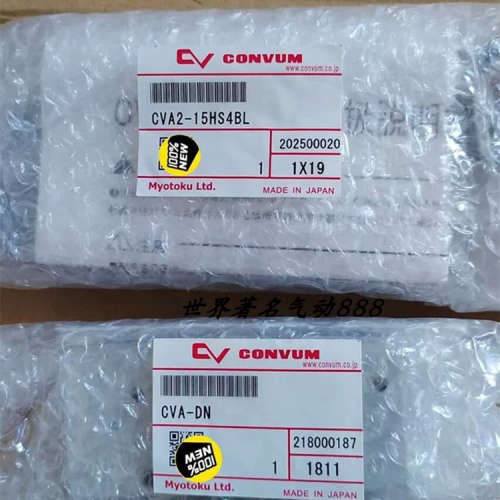 CV CONVUM
www.convum.co.jp
CVA2-15HS4BL
100%
NEW
202500020
1
1X19
Myotoku Ltd.
MADE IN JAPAN
世界著名气动888
CV CONVUM
www.convum.co.jp
CVA-DN
100%
NEW
218000187
1
1811
Myotoku Ltd.
MADE IN JAPAN